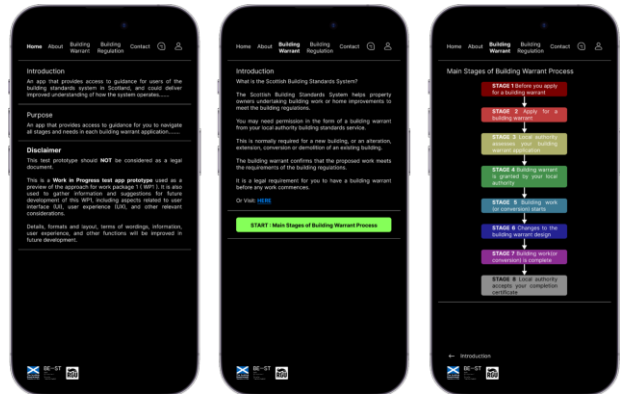 Home About Building Warrant Building Regulation Contact
Introduction
An app that provides access to guidance for users of the
building standards system in Scotland, and could deliver
improved understanding of how the system operates.......
Purpose
An app that provides access to guidance for you to navigate
all stages and needs in each building warrant application.......
Disclaimer
This test prototype should NOT be considered as a legal
document.
This is a Work in Progress test app prototype used as a
preview of the approach for work package 1 ( WP1). It is also
used to gather information and suggestions for future
development of this WP1, including aspects related to user
interface (UI), user experience (UX), and other relevant
considerations.
Details, formats and layout, terms of wordings, information,
user experience, and other functions will be improved in
future development.
BE-ST
RGU
Home About Building Warrant Building Regulation Contact
Introduction
What is the Scottish Building Standards System?
The Scottish Building Standards System helps property
owners undertaking building work or home improvements to
meet the building regulations.
You may need permission in the form of a building warrant
from your local authority building standards service.
This is normally required for a new building, or an alteration,
extension, conversion or demolition of an existing building.
The building warrant confirms that the proposed work meets
the requirements of the building regulations.
It is a legal requirement for you to have a building warrant
before any work commences.
Or Visit: HERE
START : Main Stages of Building Warrant Process
BE-ST
RGU
Home About Building Warrant Building Regulation Contact
Main Stages of Building Warrant Process
STAGE 1 Before you apply
for a building warrant
STAGE 2 Apply for a
building warrant
STAGE 3 Local authority
assesses your building
warrant application
STAGE 4 Building warrant
is granted by your local
authority
STAGE 5 Building work
(or conversion) starts
STAGE 6 Changes to the
building warrant design
STAGE 7 Building work(or
conversion) is complete
STAGE 8 Local authority
accepts your completion
certificate
← Introduction
BE-ST
RGU